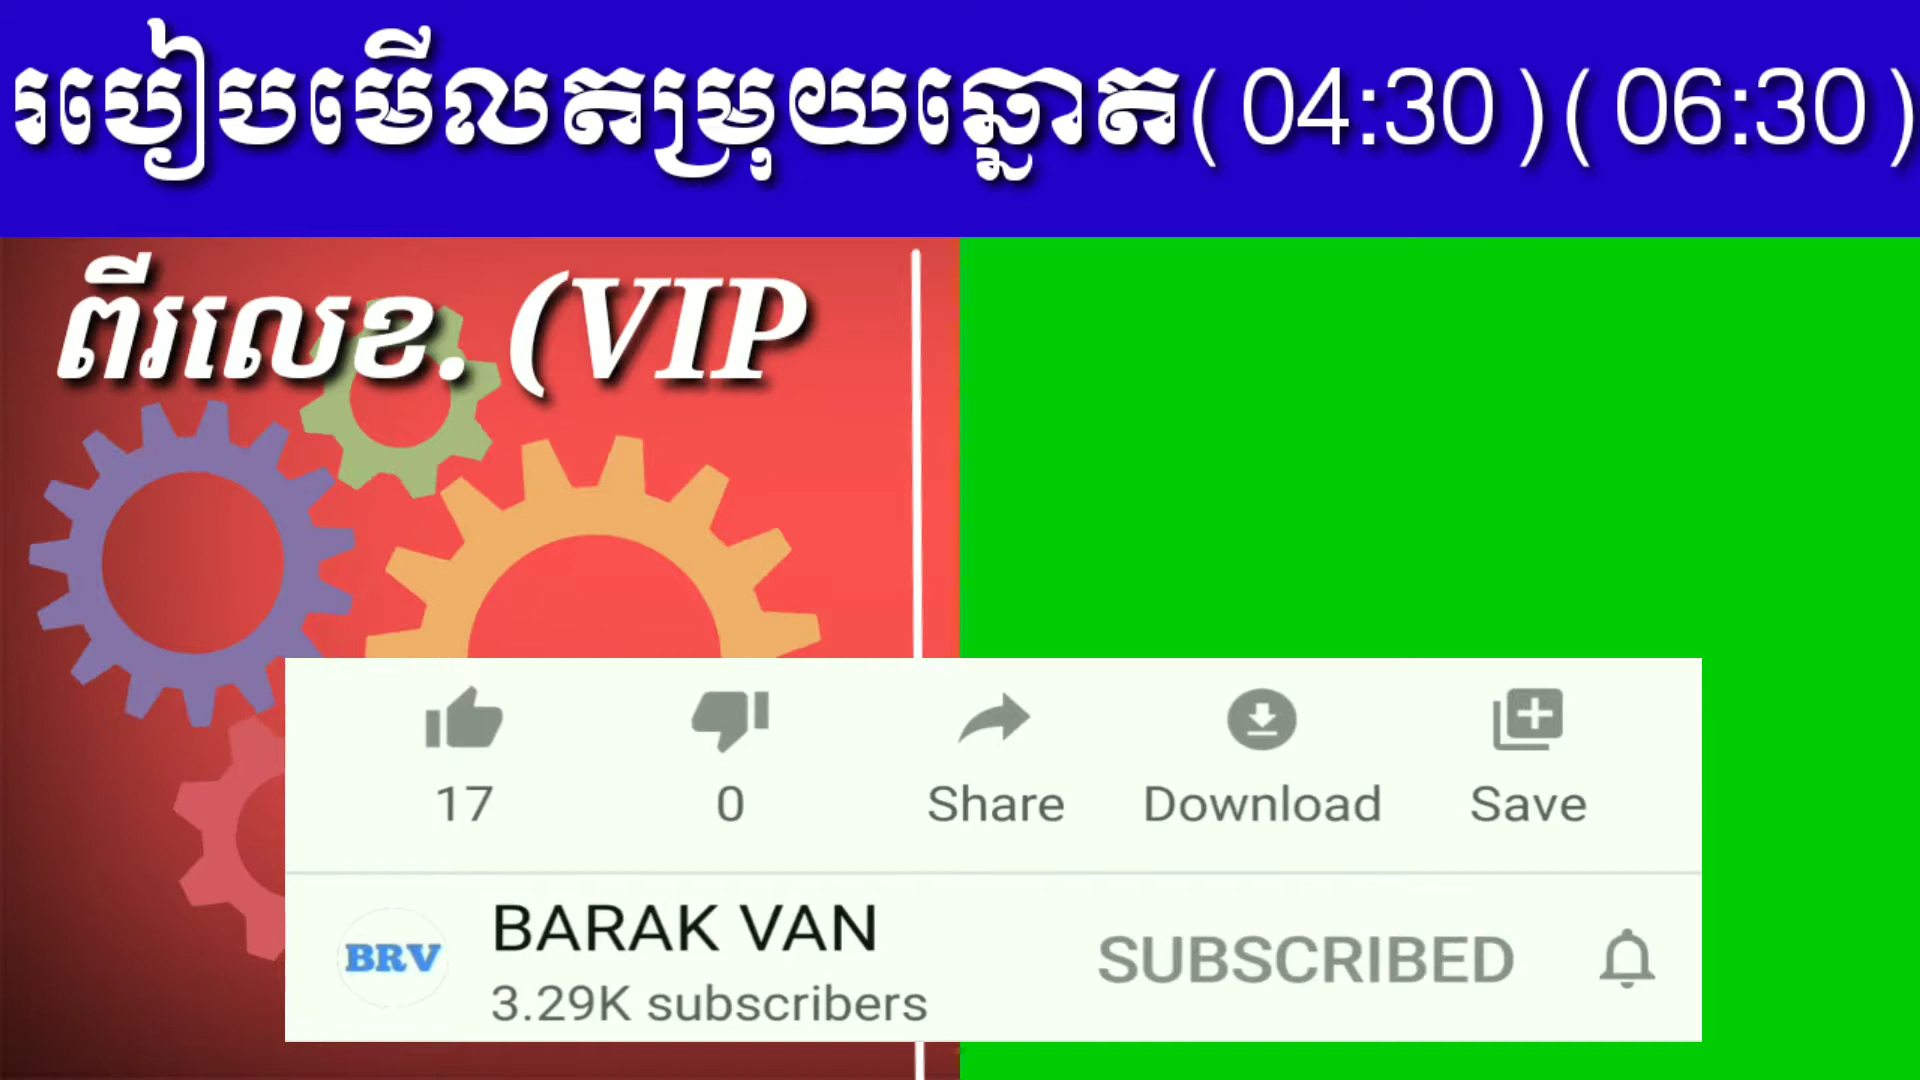 របៀបមើលតម្រុយឆ្នោត(04:30)(06:30)
ពីរលេខ. (VIP
17 0 Share Download Save
BRV BARAK VAN SUBSCRIBED
3.29K subscribers